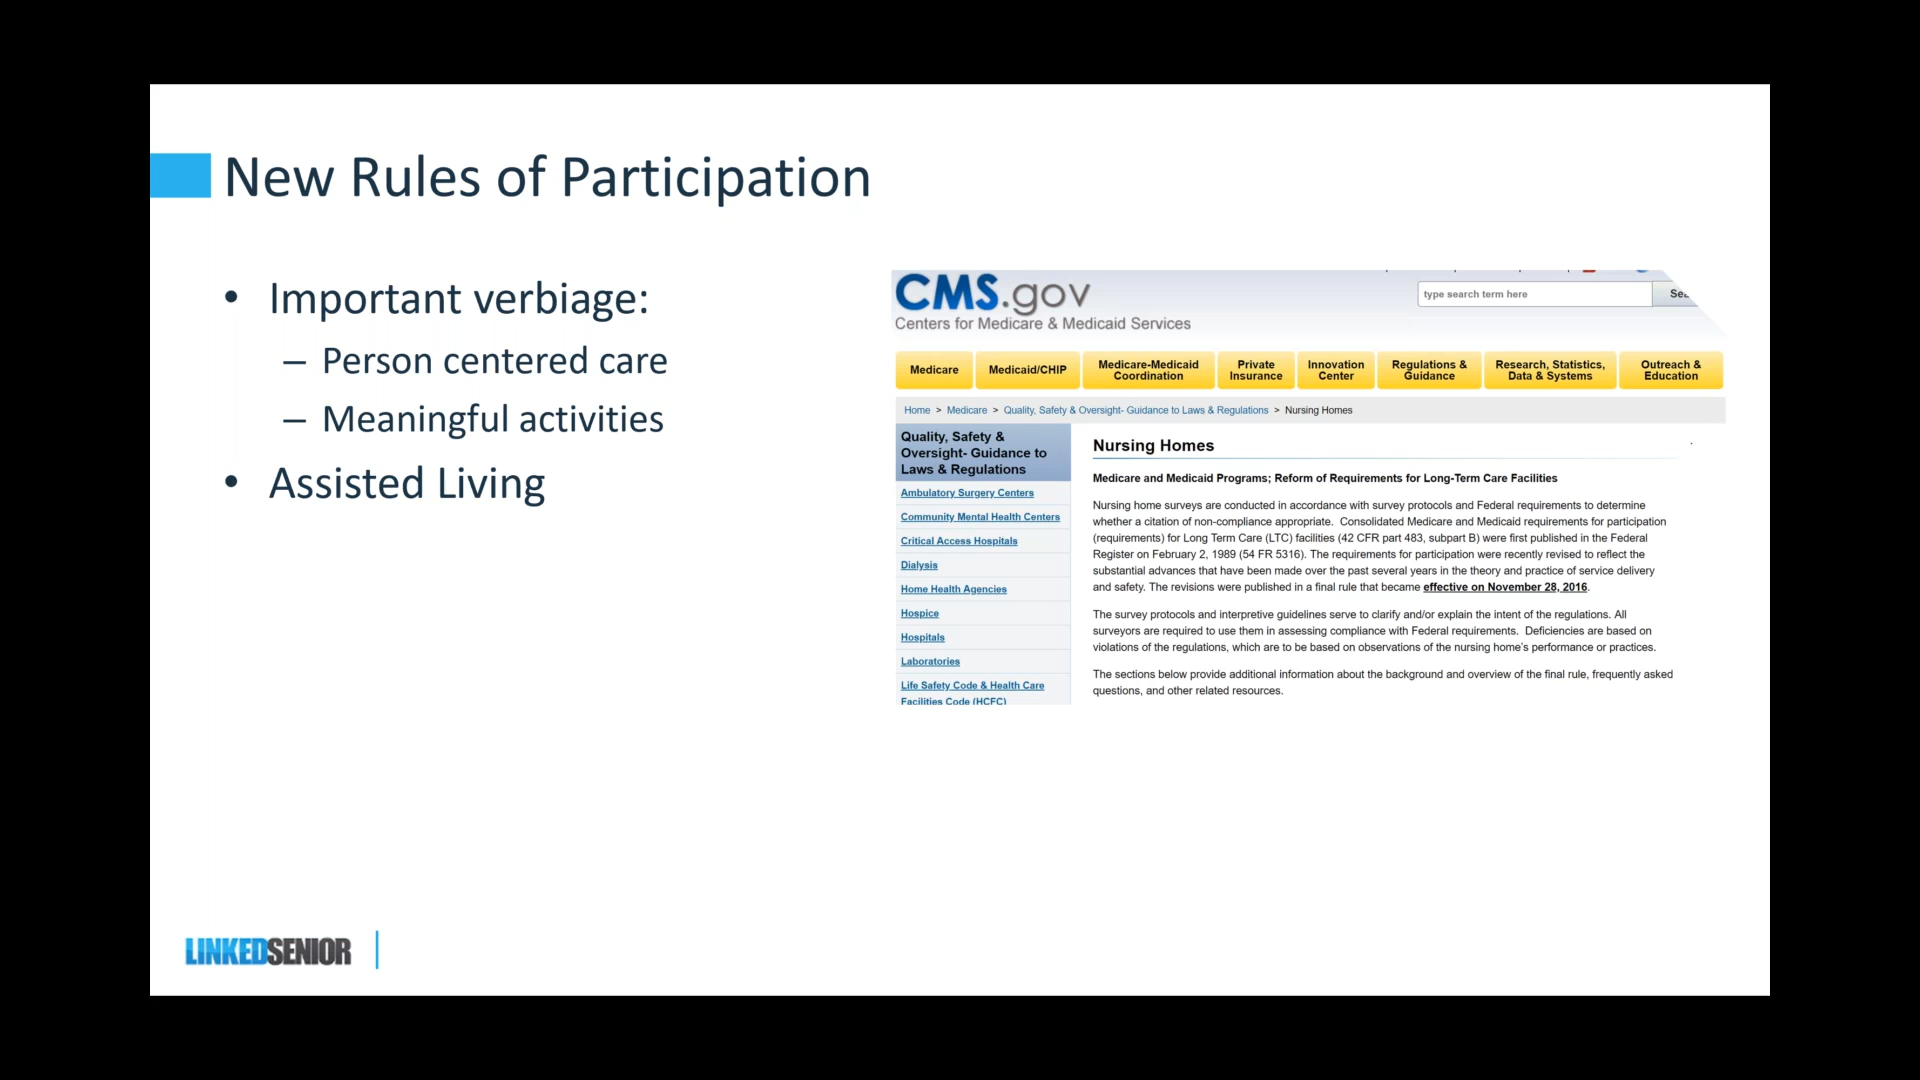 New Rules of Participation
• Important verbiage:
– Person centered care
– Meaningful activities
• Assisted Living
CMS.gov
Centers for Medicare & Medicaid Services
type search term here
Medicare
Medicaid/CHIP
Medicare-Medicaid
Coordination
Private
Insurance
Innovation
Center
Regulations &
Guidance
Research, Statistics,
Data & Systems
Outreach &
Education
Home > Medicare > Quality, Safety & Oversight- Guidance to Laws & Regulations > Nursing Homes
Quality, Safety &
Oversight- Guidance to
Laws & Regulations
Ambulatory Surgery Centers
Community Mental Health Centers
Critical Access Hospitals
Dialysis
Home Health Agencies
Hospice
Hospitals
Laboratories
Life Safety Code & Health Care
Facilities Code (HCFC)
Nursing Homes
Medicare and Medicaid Programs; Reform of Requirements for Long-Term Care Facilities
Nursing home surveys are conducted in accordance with survey protocols and Federal requirements to determine
whether a citation of non-compliance appropriate. Consolidated Medicare and Medicaid requirements for participation
(requirements) for Long Term Care (LTC) facilities (42 CFR part 483, subpart B) were first published in the Federal
Register on February 2, 1989 (54 FR 5316). The requirements for participation were recently revised to reflect the
substantial advances that have been made over the past several years in the theory and practice of service delivery
and safety. The revisions were published in a final rule that became effective on November 28, 2016.
The survey protocols and interpretive guidelines serve to clarify and/or explain the intent of the regulations. All
surveyors are required to use them in assessing compliance with Federal requirements. Deficiencies are based on
violations of the regulations, which are to be based on observations of the nursing home's performance or practices.
The sections below provide additional information about the background and overview of the final rule, frequently asked
questions, and other related resources.
LINKEDSENIOR